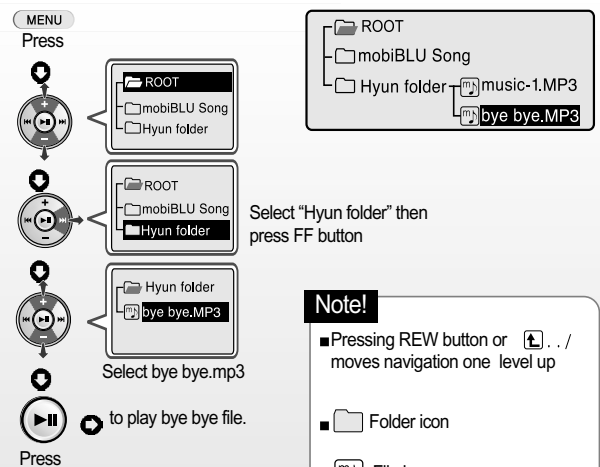 MENU
Press
ROOT
mobiBLU Song
Hyun folder
ROOT
mobiBLU Song
Hyun folder
Select “Hyun folder” then
press FF button
Hyun folder
bye bye.MP3
Select bye bye.mp3
to play bye bye file.
Press
ROOT
mobiBLU Song
Hyun folder
music-1.MP3
bye bye.MP3
Note!
■Pressing REW button or ../
moves navigation one level up
■ Folder icon